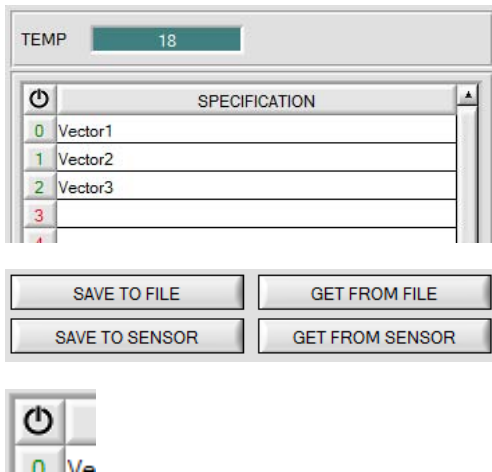 TEMP 18
SPECIFICATION
0 Vector1
1 Vector2
2 Vector3
3
SAVE TO FILE GET FROM FILE
SAVE TO SENSOR GET FROM SENSOR
0 Ve